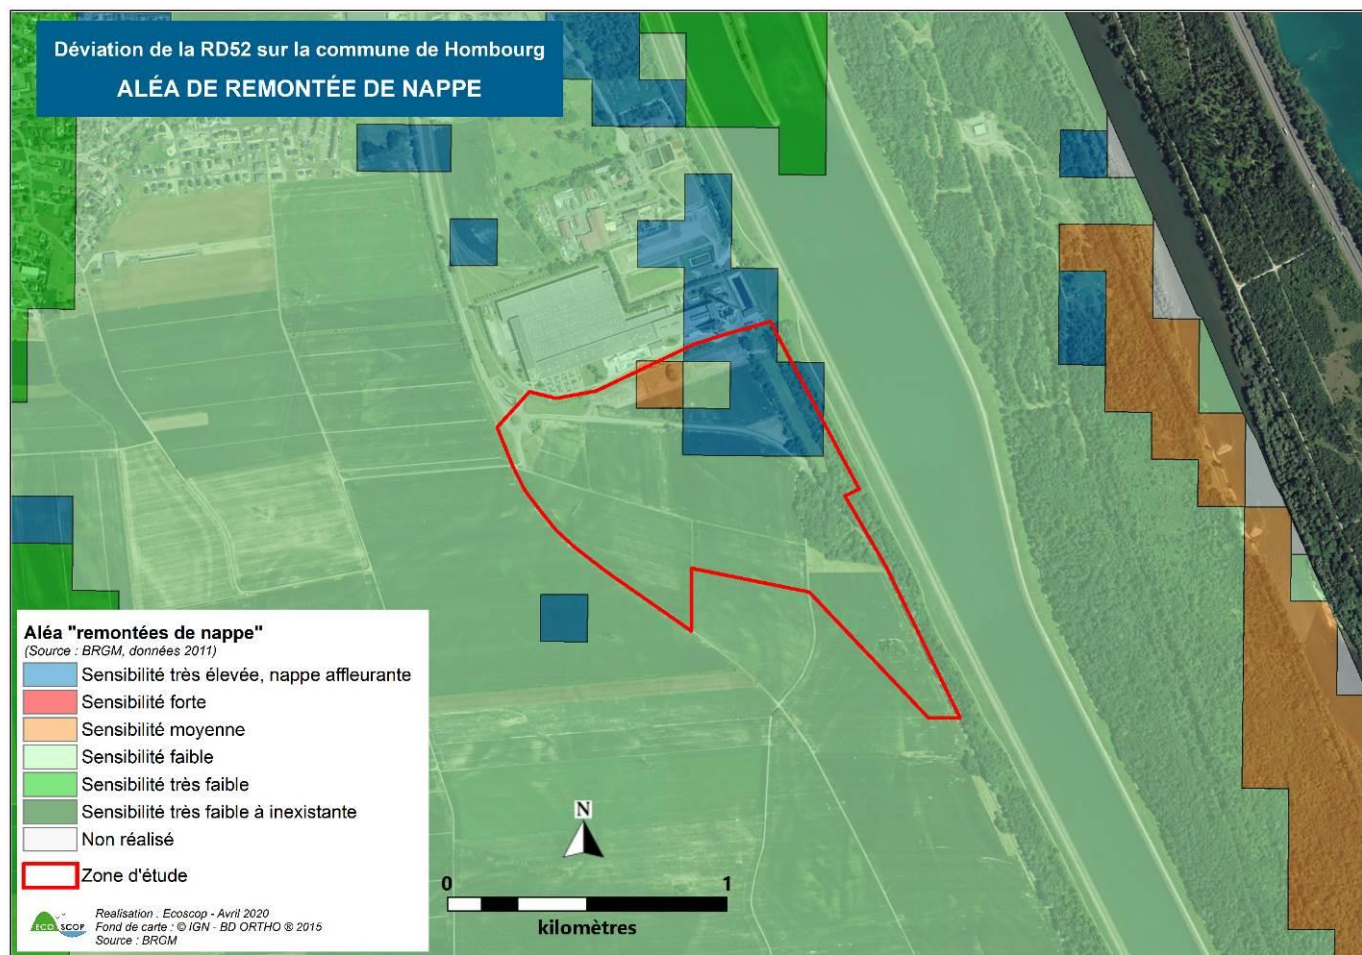 Déviation de la RD52 sur la commune de Hombourg
ALÉA DE REMONTÉE DE NAPPE
Aléa "remontées de nappe"
(Source : BRGM, données 2011)
Sensibilité très élevée, nappe affleurante
Sensibilité forte
Sensibilité moyenne
Sensibilité faible
Sensibilité très faible
Sensibilité très faible à inexistante
Non réalisé
Zone d'étude
ECO SCOP
Realisation : Ecoscop - Avril 2020
Fond de carte : © IGN - BD ORTHO ® 2015
Source : BRGM
N
0 1
kilomètres